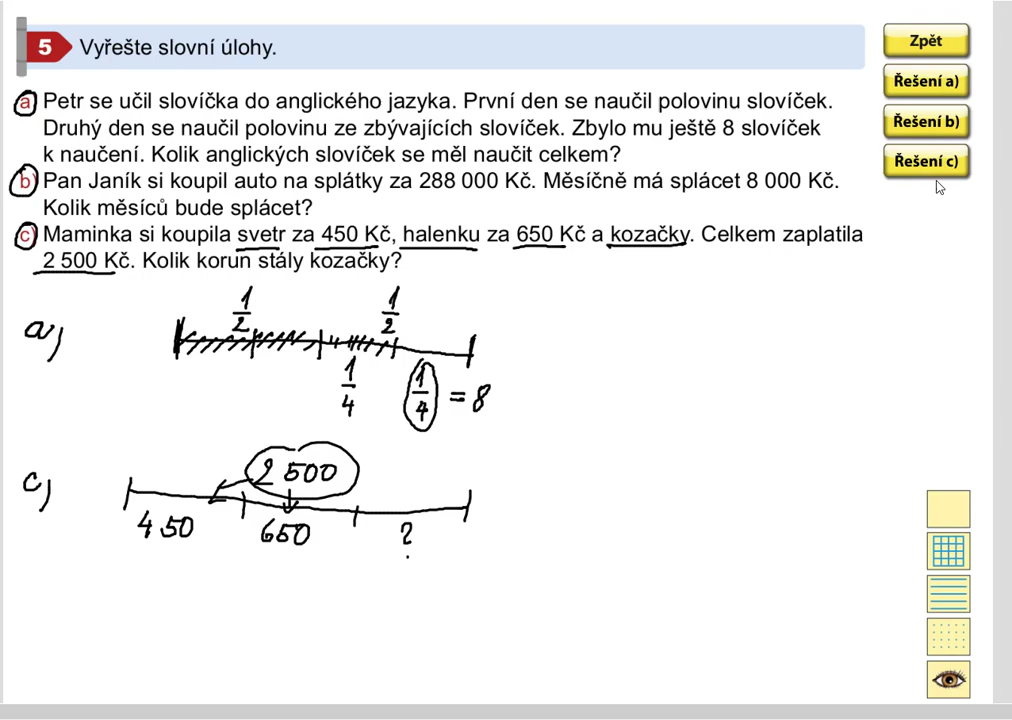 5 Vyřešte slovní úlohy.
Zpět
Řešení a)
Řešení b)
Řešení c)
a) Petr se učil slovíčka do anglického jazyka. První den se naučil polovinu slovíček.
Druhý den se naučil polovinu ze zbývajících slovíček. Zbylo mu ještě 8 slovíček
k naučení. Kolik anglických slovíček se měl naučit celkem?
b) Pan Janík si koupil auto na splátky za 288 000 Kč. Měsíčně má splácet 8 000 Kč.
Kolik měsíců bude splácet?
c) Maminka si koupila svetr za 450 Kč, halenku za 650 Kč a kozačky. Celkem zaplatila
2 500 Kč. Kolik korun stály kozačky?
a) 1/2 1/2
1/4 1/4 = 8
c) 2 500
450 650 ?